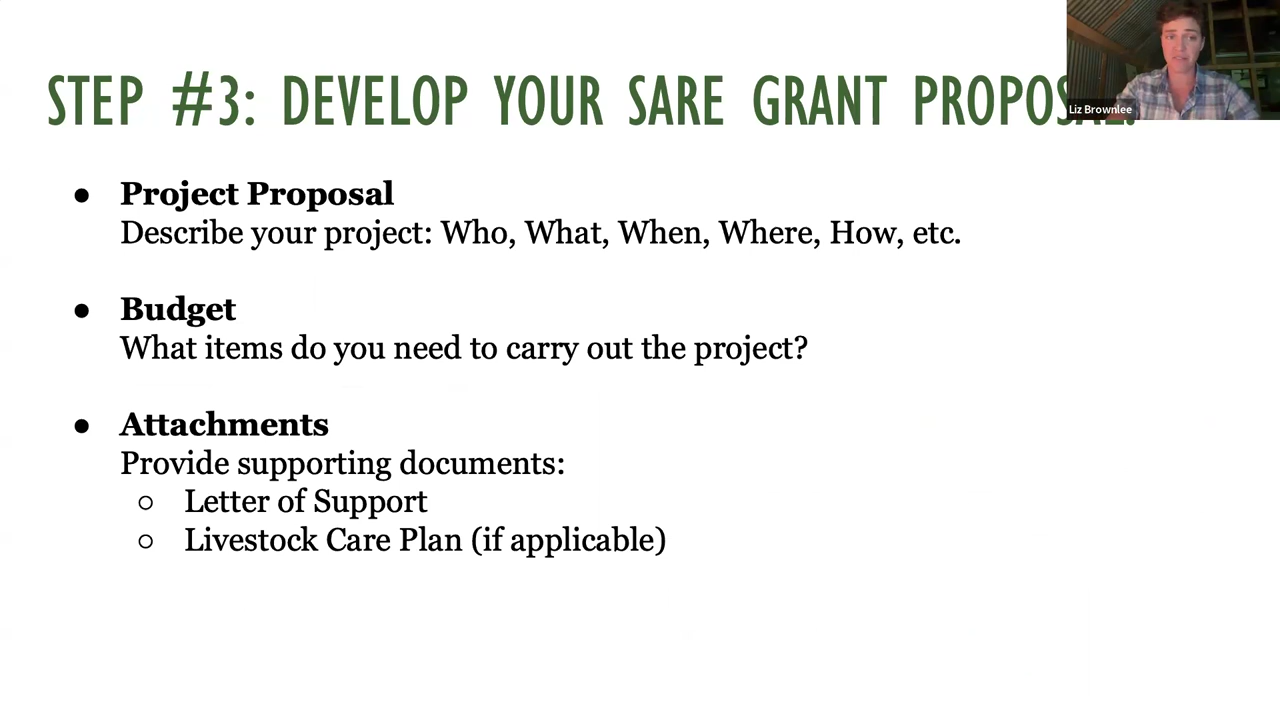 STEP #3: DEVELOP YOUR SARE GRANT PROPOSAL.
Liz Brownlee
● Project Proposal
Describe your project: Who, What, When, Where, How, etc.
● Budget
What items do you need to carry out the project?
● Attachments
Provide supporting documents:
○ Letter of Support
○ Livestock Care Plan (if applicable)